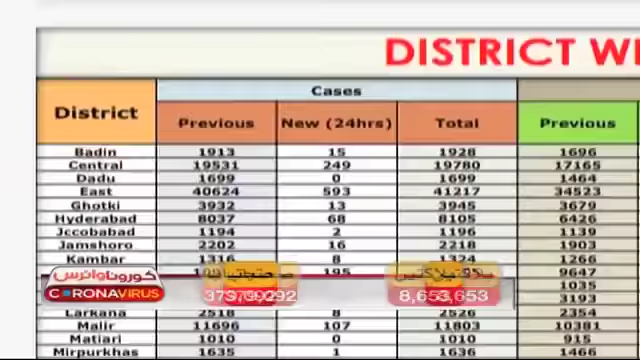 DISTRICT WI
Cases
District Previous New (24hrs) Total Previous
Badin 1913 15 1928 1696
Central 19531 249 19780 17165
Dadu 1699 0 1699 1464
East 40624 593 41217 34523
Ghotki 3932 13 3945 3679
Hyderabad 8037 68 8105 6426
Jccobabad 1194 2 1196 1139
Jamshoro 2202 16 2218 1903
Kambar 1316 8 1324 1266
195 9647
1035
3193
کورونا وائرس
CORONAVIRUS
Larkana 2518 8 2526 2354
Malir 11696 107 11803 10381
Matiari 1010 0 1010 915
Mirpurkhas 1635 1 1636 1466